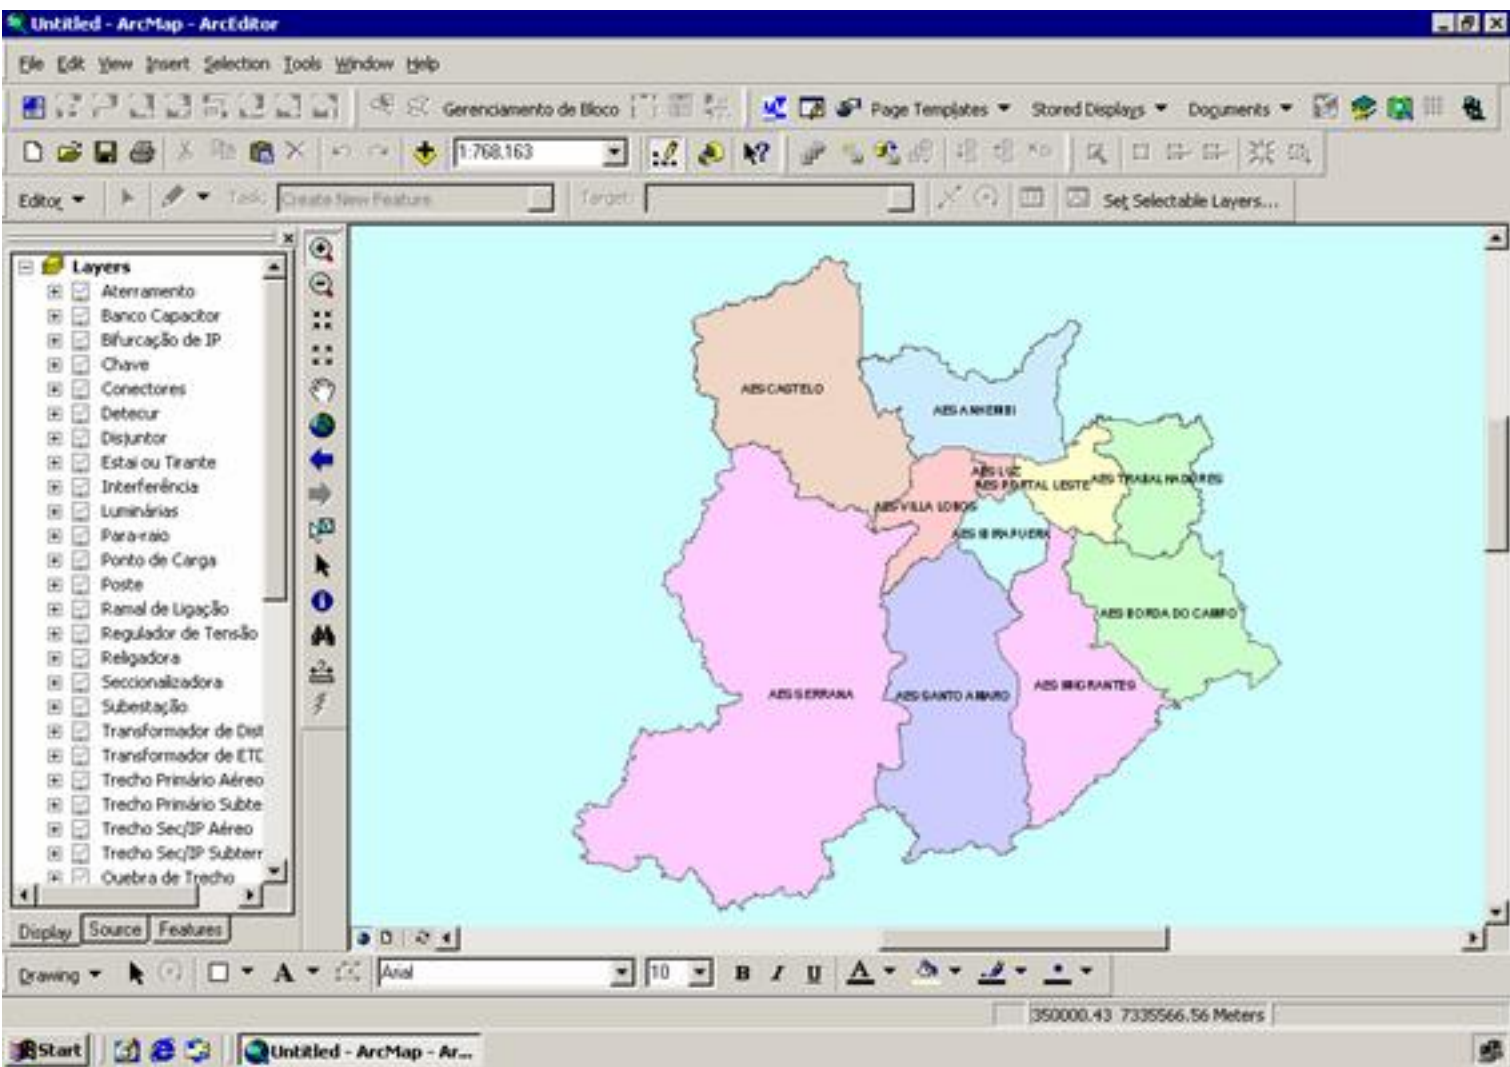 Untitled - ArcMap - ArcEditor
File Edit View Insert Selection Tools Window Help
Gerenciamento de Bloco Page Templates Stored Displays Documents
1:768.163
Editor Task: Create New Feature Target: Set Selectable Layers...
Layers
Aterramento
Banco Capacitor
Bifurcação de IP
Chave
Conectores
Detecur
Disjuntor
Estai ou Tirante
Interferência
Luminárias
Para-raio
Ponto de Carga
Poste
Ramal de Ligação
Regulador de Tensão
Religadora
Seccionalizadora
Subestação
Transformador de Dist
Transformador de ETD
Trecho Primário Aéreo
Trecho Primário Subte
Trecho Sec/IP Aéreo
Trecho Sec/IP Subterr
Quebra de Trecho
Display Source Features
AES CASTELO
AES ANHEMBI
AES LUZ
AES PORTAL LESTE
AES TRABALHADORES
AES VILLA LOBOS
AES IBIRAPUERA
AES BORDA DO CAMPO
AES IMIGRANTES
AES SERRANA
AES SANTO AMARO
Drawing A Arial 10 B I U A
350000.43 7335566.56 Meters
Start Untitled - ArcMap - Ar...